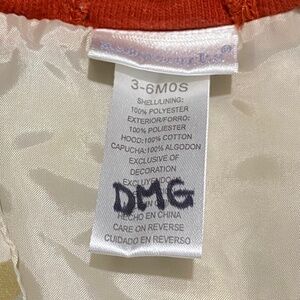 3-6MOS
SHELL/LINING:
100% POLYESTER
EXTERIOR/FORRO:
100% POLIESTER
HOOD:100% COTTON
CAPUCHA:100% ALGODON
EXCLUSIVE OF
DECORATION
EXCLUYENDO
DMG
HECHO EN CHINA
CARE ON REVERSE
CUIDADO EN REVERSO